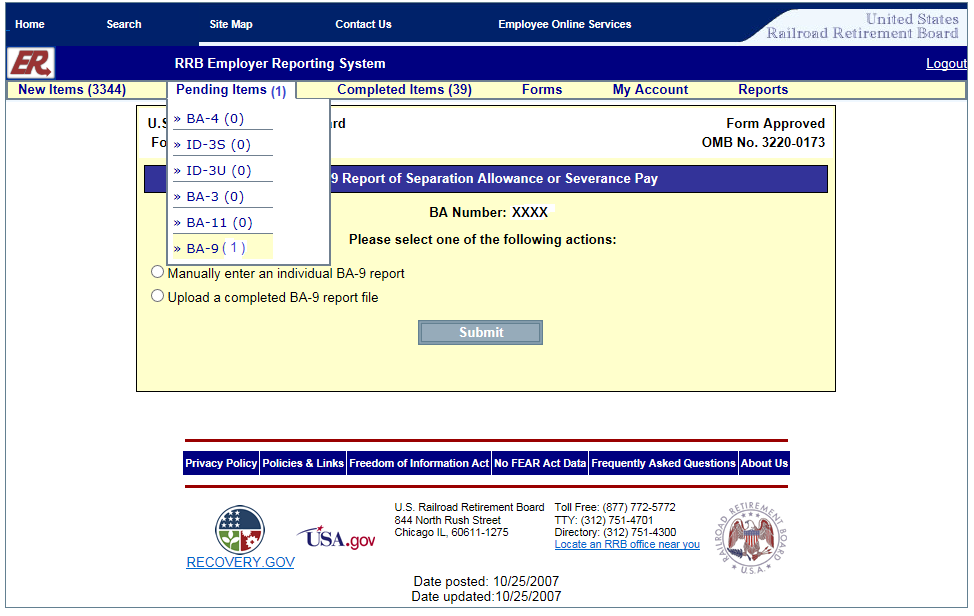 Home Search Site Map Contact Us Employee Online Services
United States
Railroad Retirement Board
ER
RRB Employer Reporting System
Logout
New Items (3344) Pending Items (1) Completed Items (39) Forms My Account Reports
» BA-4 (0)
» ID-3S (0)
» ID-3U (0)
» BA-3 (0)
» BA-11 (0)
» BA-9 (1)
U.S rd Form Approved
Fo OMB No. 3220-0173
9 Report of Separation Allowance or Severance Pay
BA Number: XXXX
Please select one of the following actions:
Manually enter an individual BA-9 report
Upload a completed BA-9 report file
Submit
Privacy Policy Policies & Links Freedom of Information Act No FEAR Act Data Frequently Asked Questions About Us
RECOVERY.GOV
USA.gov
U.S. Railroad Retirement Board
844 North Rush Street
Chicago IL, 60611-1275
Toll Free: (877) 772-5772
TTY: (312) 751-4701
Directory: (312) 751-4300
Locate an RRB office near you
RAILROAD RETIREMENT BOARD
U.S.A.
Date posted: 10/25/2007
Date updated:10/25/2007